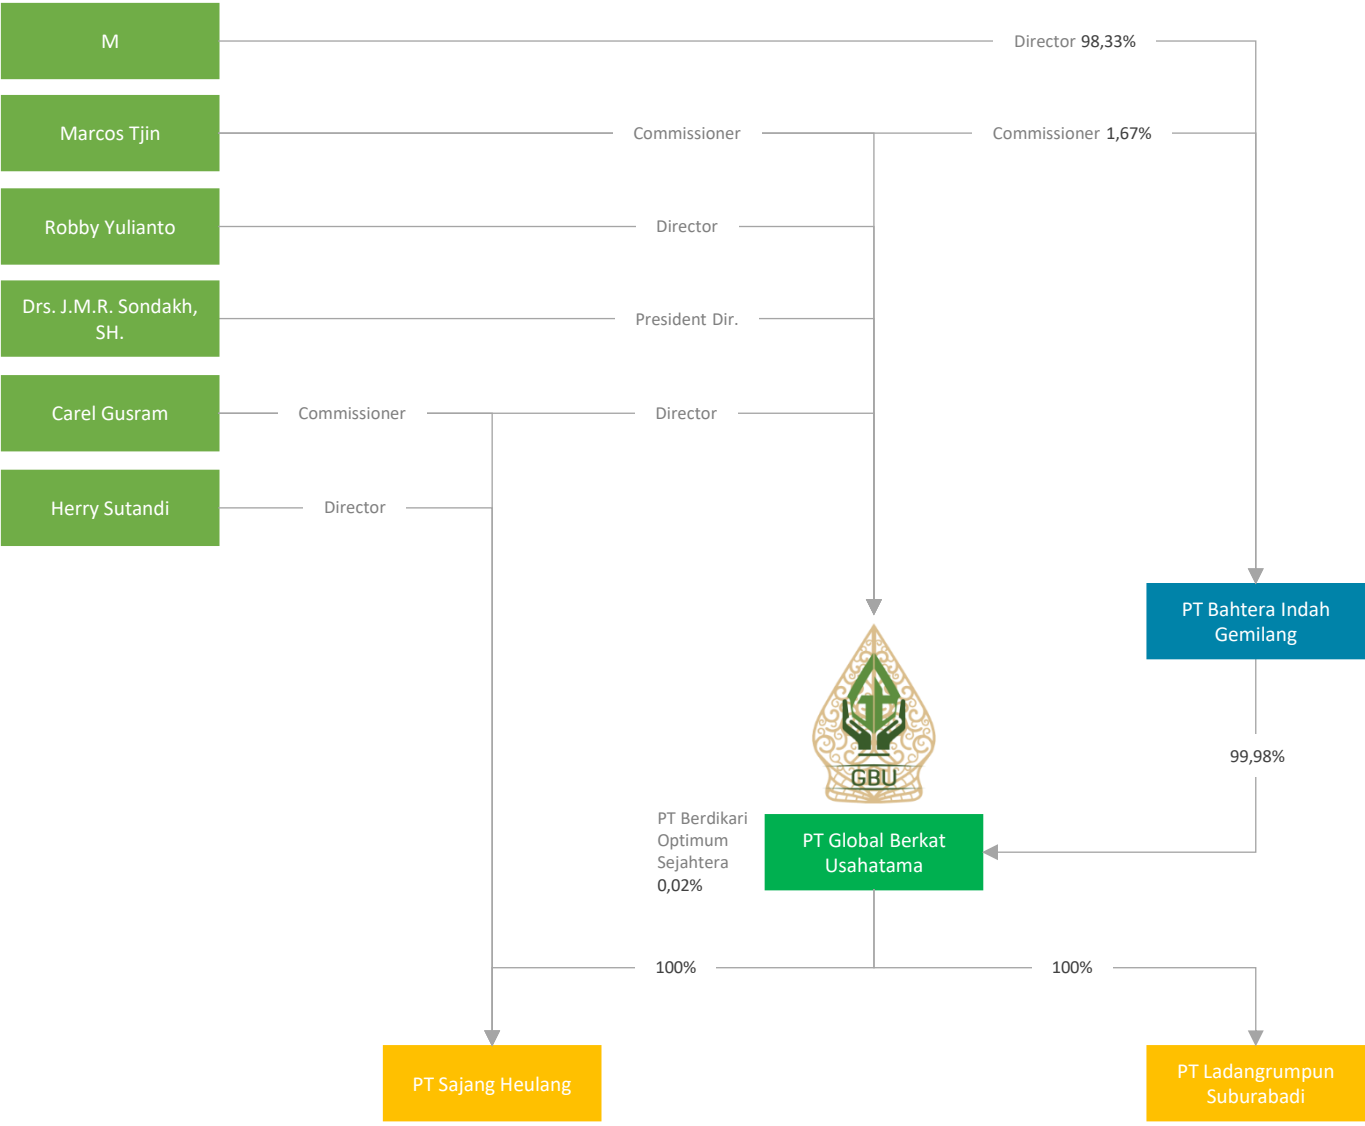 M
Director 98,33%
Marcos Tjin
Commissioner
Commissioner 1,67%
Robby Yulianto
Director
Drs. J.M.R. Sondakh,
SH.
President Dir.
Carel Gusram
Commissioner
Director
Herry Sutandi
Director
PT Bahtera Indah
Gemilang
99,98%
GBU
PT Berdikari
Optimum
Sejahtera
0,02%
PT Global Berkat
Usahatama
100%
100%
PT Sajang Heulang
PT Ladangrumpun
Suburabadi